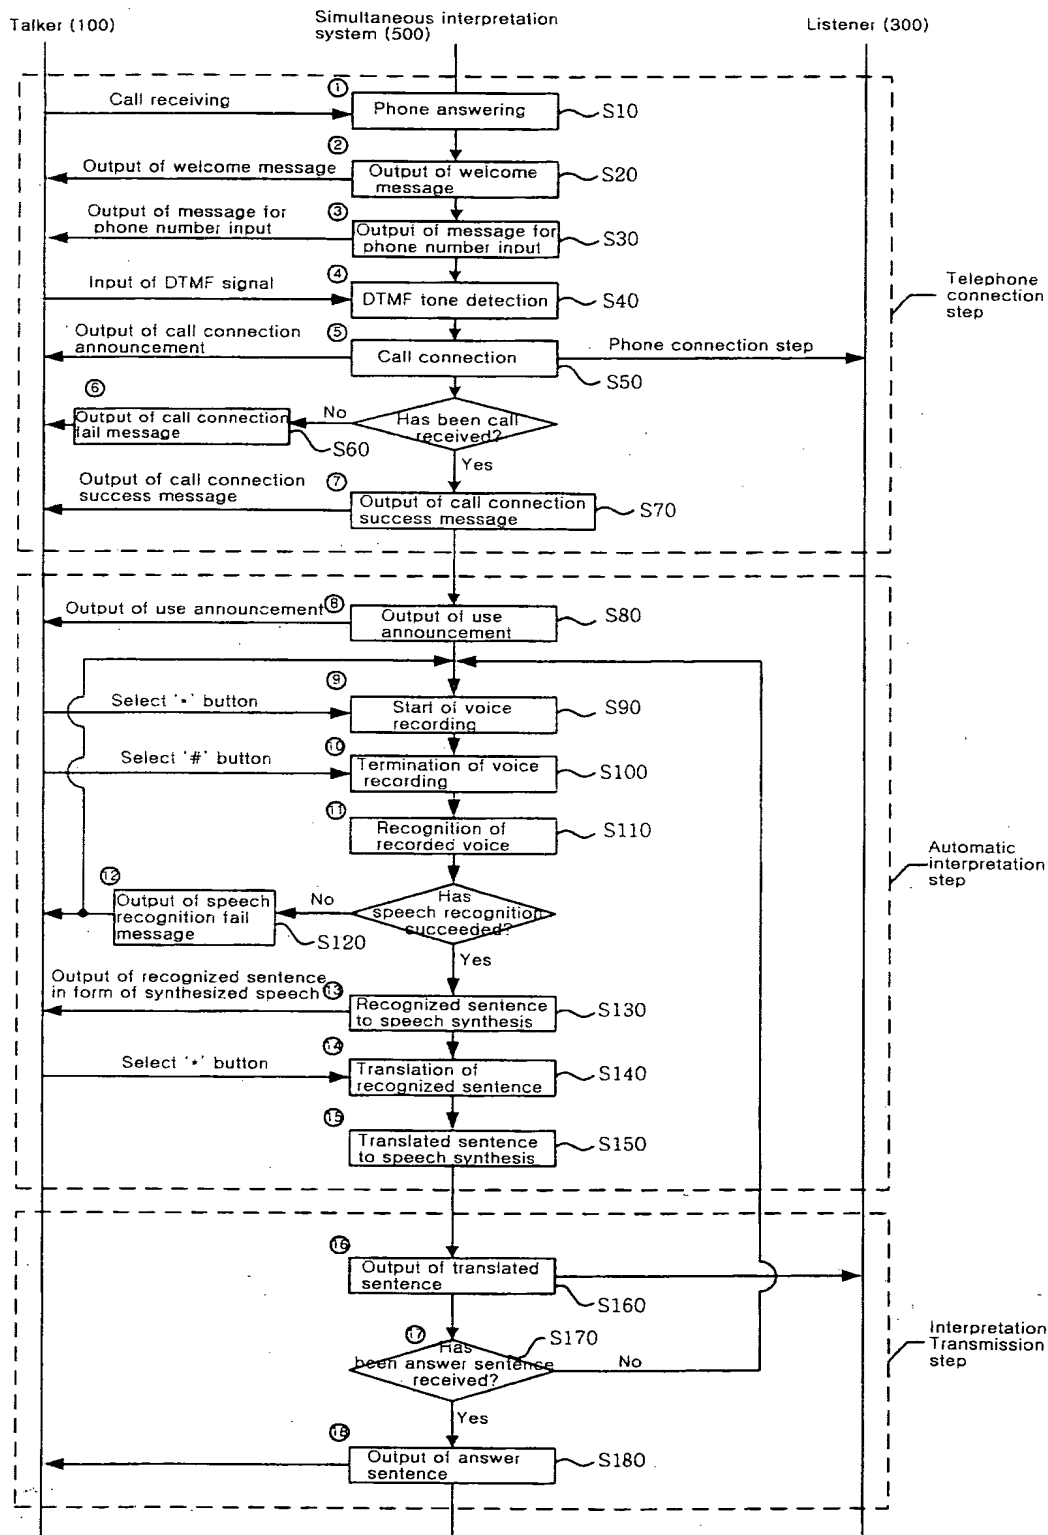 Talker (100)
Simultaneous interpretation
system (500)
Listener (300)
Call receiving
①
Phone answering
S10
②
Output of welcome message
Output of welcome
message
S20
Output of message for
phone number input
③
Output of message for
phone number input
S30
Input of DTMF signal
④
DTMF tone detection
S40
Telephone
connection
step
Output of call connection
announcement
⑤
Call connection
Phone connection step
S50
⑥
Output of call connection
fail message
S60
No
Has been call
received?
Yes
Output of call connection
success message
⑦
Output of call connection
success message
S70
Output of use announcement
⑧
Output of use
announcement
S80
⑨
Select '*' button
Start of voice
recording
S90
⑩
Select '#' button
Termination of voice
recording
S100
⑪
Recognition of
recorded voice
S110
Automatic
interpretation
step
⑫
Output of speech
recognition fail
message
S120
No
Has
speech recognition
succeeded?
Yes
Output of recognized sentence
in form of synthesized speech
⑬
Recognized sentence
to speech synthesis
S130
⑭
Select '*' button
Translation of
recognized sentence
S140
⑮
Translated sentence
to speech synthesis
S150
⑯
Output of translated
sentence
S160
⑰
S170
Has
been answer sentence
received?
No
Interpretation
Transmission
step
Yes
⑱
Output of answer
sentence
S180